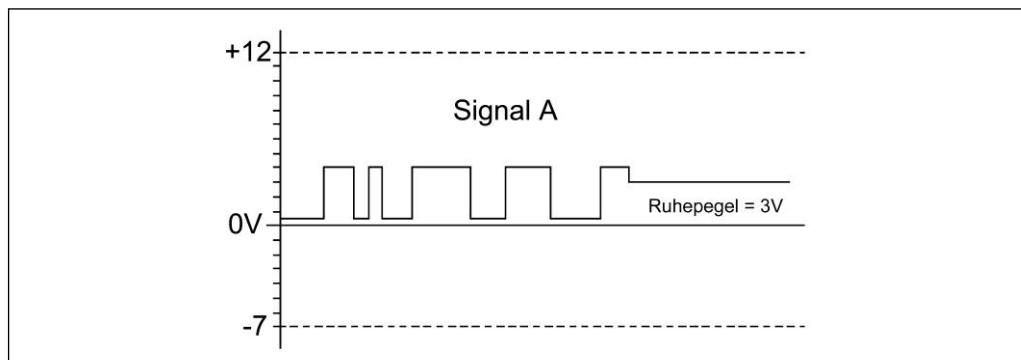 +12
Signal A
Ruhepegel = 3V
0V
-7